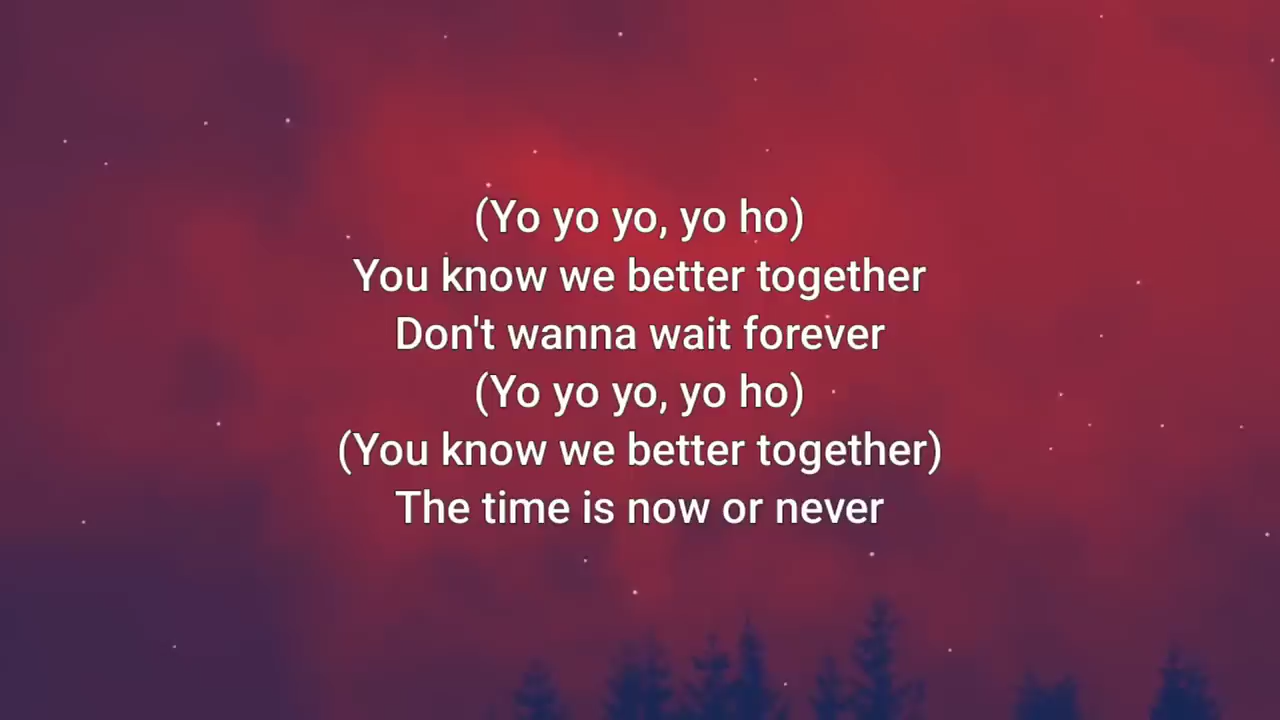 (Yo yo yo, yo ho)
You know we better together
Don't wanna wait forever
(Yo yo yo, yo ho)
(You know we better together)
The time is now or never